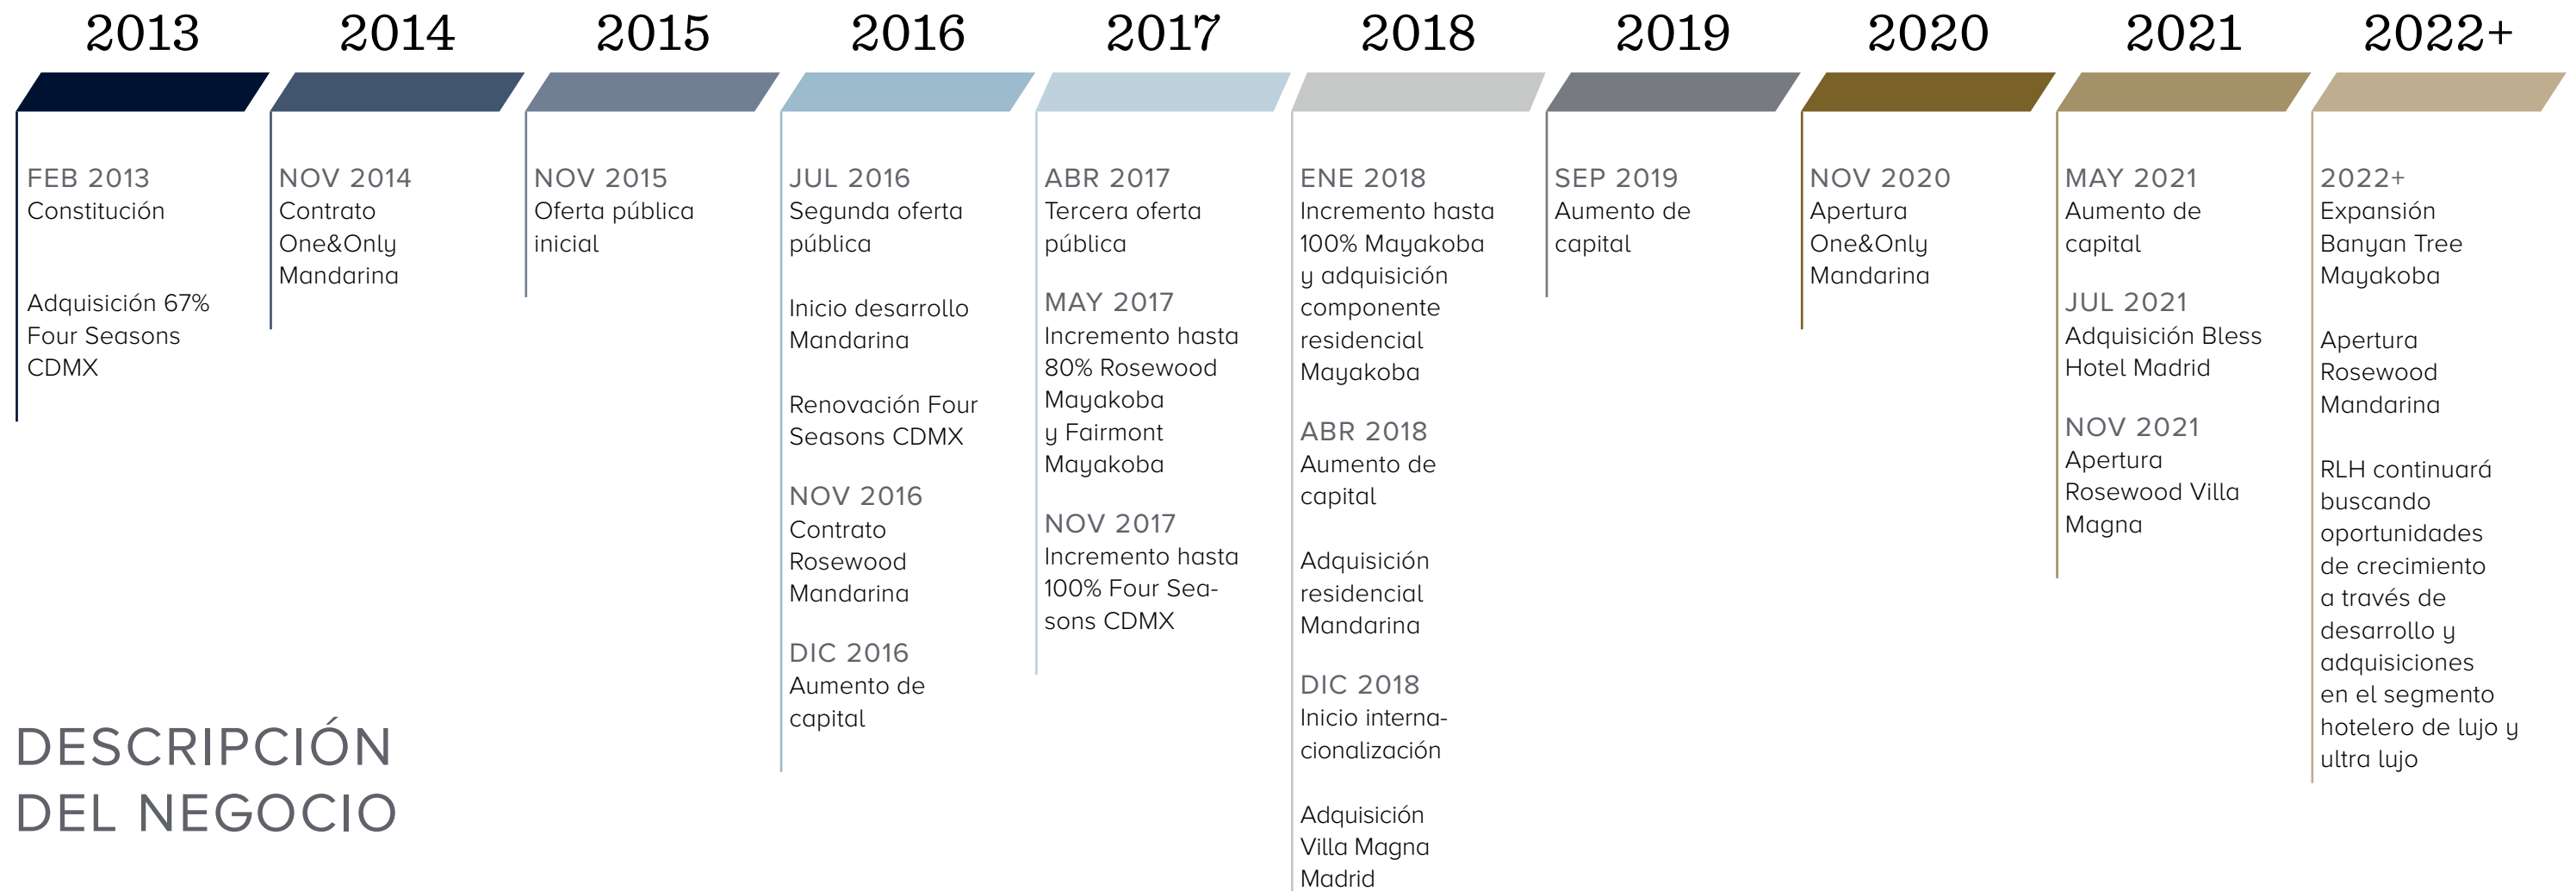 2013
2014
2015
2016
2017
2018
2019
2020
2021
2022+
FEB 2013
Constitución
Adquisición 67%
Four Seasons
CDMX
NOV 2014
Contrato
One&Only
Mandarina
NOV 2015
Oferta pública
inicial
JUL 2016
Segunda oferta
pública
Inicio desarrollo
Mandarina
Renovación Four
Seasons CDMX
NOV 2016
Contrato
Rosewood
Mandarina
DIC 2016
Aumento de
capital
ABR 2017
Tercera oferta
pública
MAY 2017
Incremento hasta
80% Rosewood
Mayakoba
y Fairmont
Mayakoba
NOV 2017
Incremento hasta
100% Four Sea-
sons CDMX
ENE 2018
Incremento hasta
100% Mayakoba
y adquisición
componente
residencial
Mayakoba
ABR 2018
Aumento de
capital
Adquisición
residencial
Mandarina
DIC 2018
Inicio interna-
cionalización
Adquisición
Villa Magna
Madrid
SEP 2019
Aumento de
capital
NOV 2020
Apertura
One&Only
Mandarina
MAY 2021
Aumento de
capital
JUL 2021
Adquisición Bless
Hotel Madrid
NOV 2021
Apertura
Rosewood Villa
Magna
2022+
Expansión
Banyan Tree
Mayakoba
Apertura
Rosewood
Mandarina
RLH continuará
buscando
oportunidades
de crecimiento
a través de
desarrollo y
adquisiciones
en el segmento
hotelero de lujo y
ultra lujo
DESCRIPCIÓN
DEL NEGOCIO